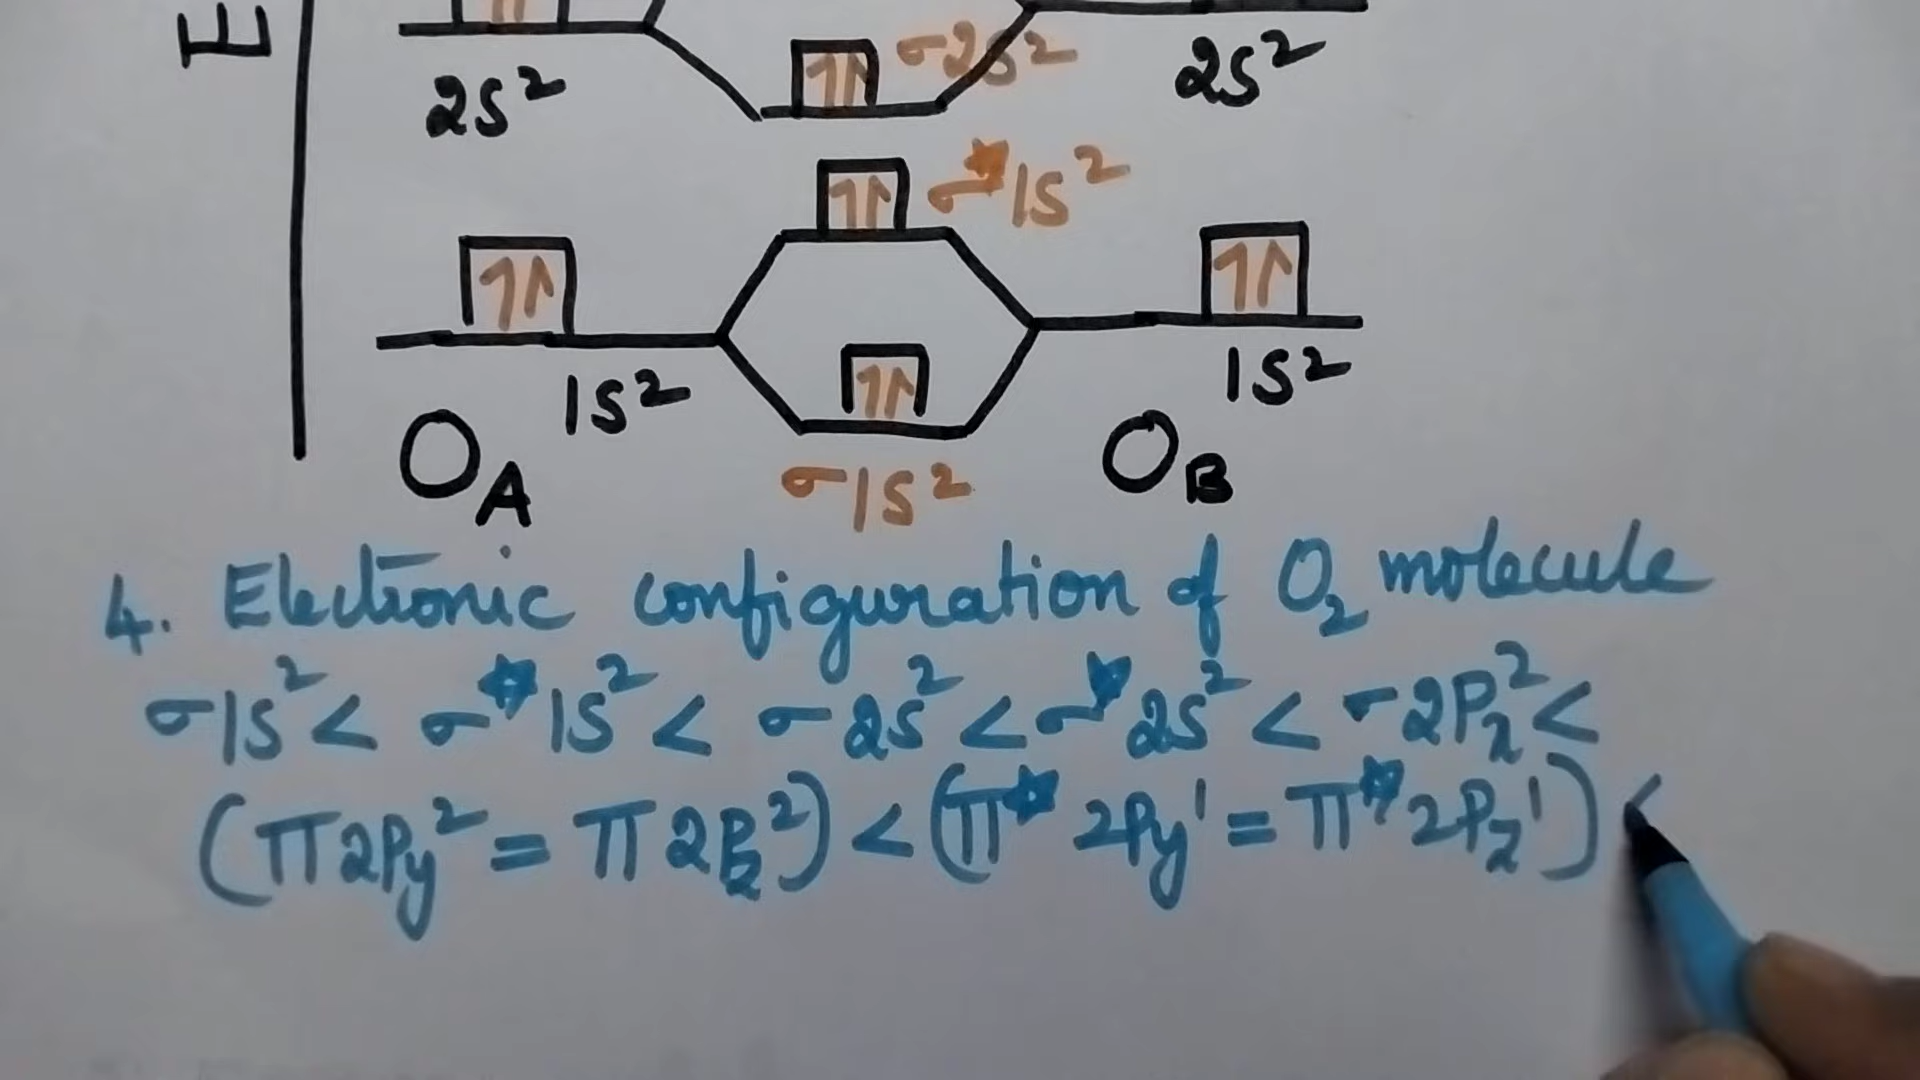 E
2s² σ2s² 2s²
σ*1s²
1s² 1s²
O_A σ1s² O_B
4. Electronic configuration of O₂ molecule
σ1s² < σ*1s² < σ2s² < σ*2s² < σ2Px² <
(π2Py² = π2Pz²) < (π*2Py¹ = π*2Pz¹) <